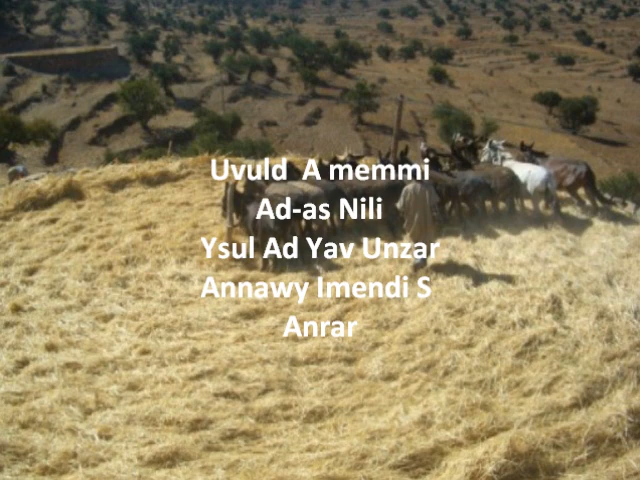 Uvuld A memmi
Ad-as Nili
Ysul Ad Yav Unzar
Annawy Imendi S
Anrar